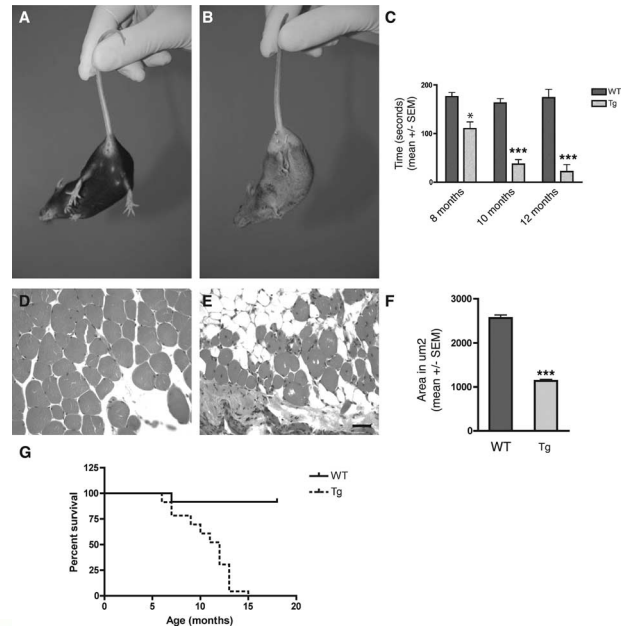 A
B
C
Time (seconds)
(mean +/- SEM)
200
100
0
*
***
***
8 months
10 months
12 months
WT
Tg
D
E
F
Area in um2
(mean +/- SEM)
3000
2000
1000
0
***
WT
Tg
G
Percent survival
125
100
75
50
25
0
0
5
10
15
20
Age (months)
WT
Tg